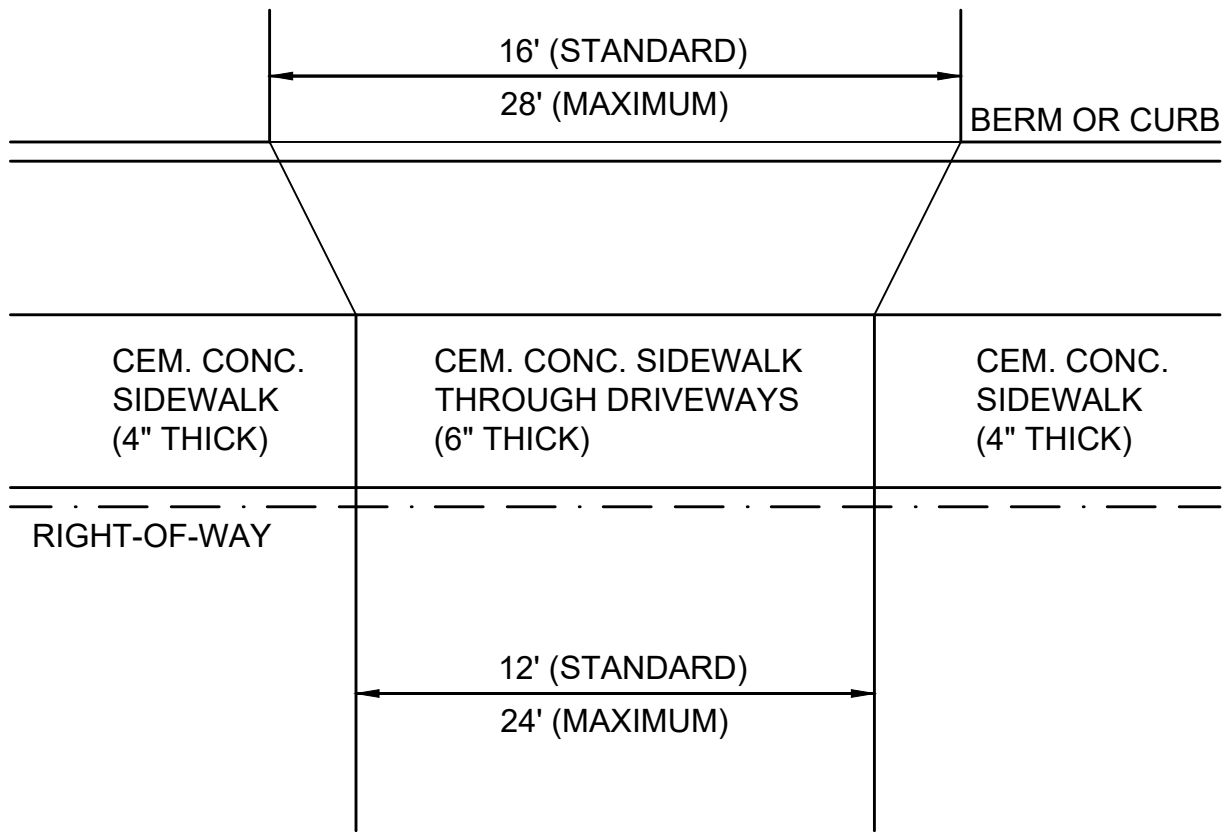 16' (STANDARD)
28' (MAXIMUM)
BERM OR CURB
CEM. CONC.
SIDEWALK
(4" THICK)
CEM. CONC. SIDEWALK
THROUGH DRIVEWAYS
(6" THICK)
CEM. CONC.
SIDEWALK
(4" THICK)
RIGHT-OF-WAY
12' (STANDARD)
24' (MAXIMUM)